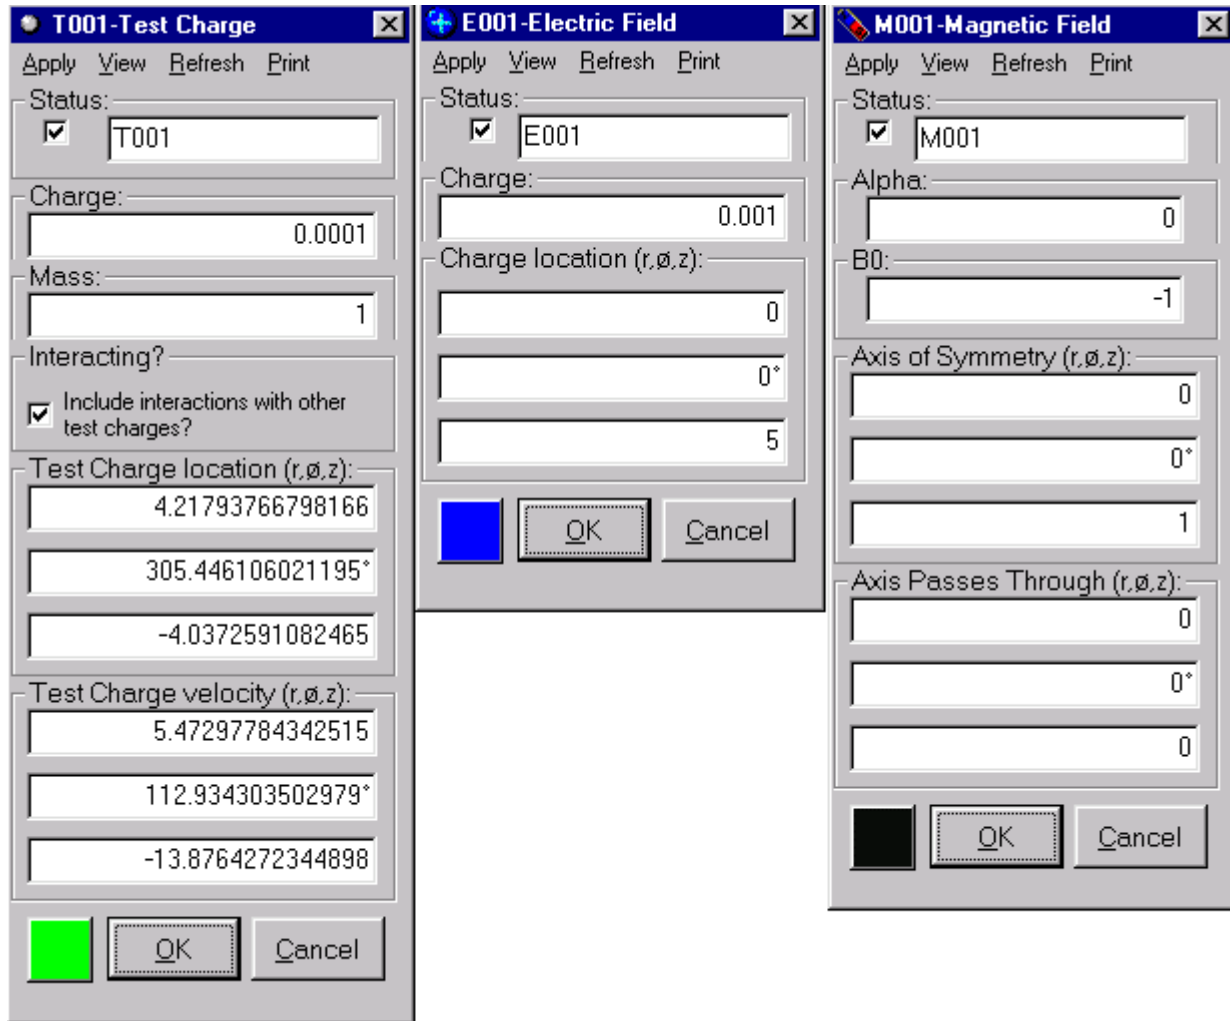 T001-Test Charge
Apply View Refresh Print
Status:
T001
Charge:
0.0001
Mass:
1
Interacting?
Include interactions with other
test charges?
Test Charge location (r,ø,z):
4.21793766798166
305.446106021195°
-4.0372591082465
Test Charge velocity (r,ø,z):
5.47297784342515
112.934303502979°
-13.8764272344898
OK Cancel
E001-Electric Field
Apply View Refresh Print
Status:
E001
Charge:
0.001
Charge location (r,ø,z):
0
0°
5
OK Cancel
M001-Magnetic Field
Apply View Refresh Print
Status:
M001
Alpha:
0
B0:
-1
Axis of Symmetry (r,ø,z):
0
0°
1
Axis Passes Through (r,ø,z):
0
0°
0
OK Cancel